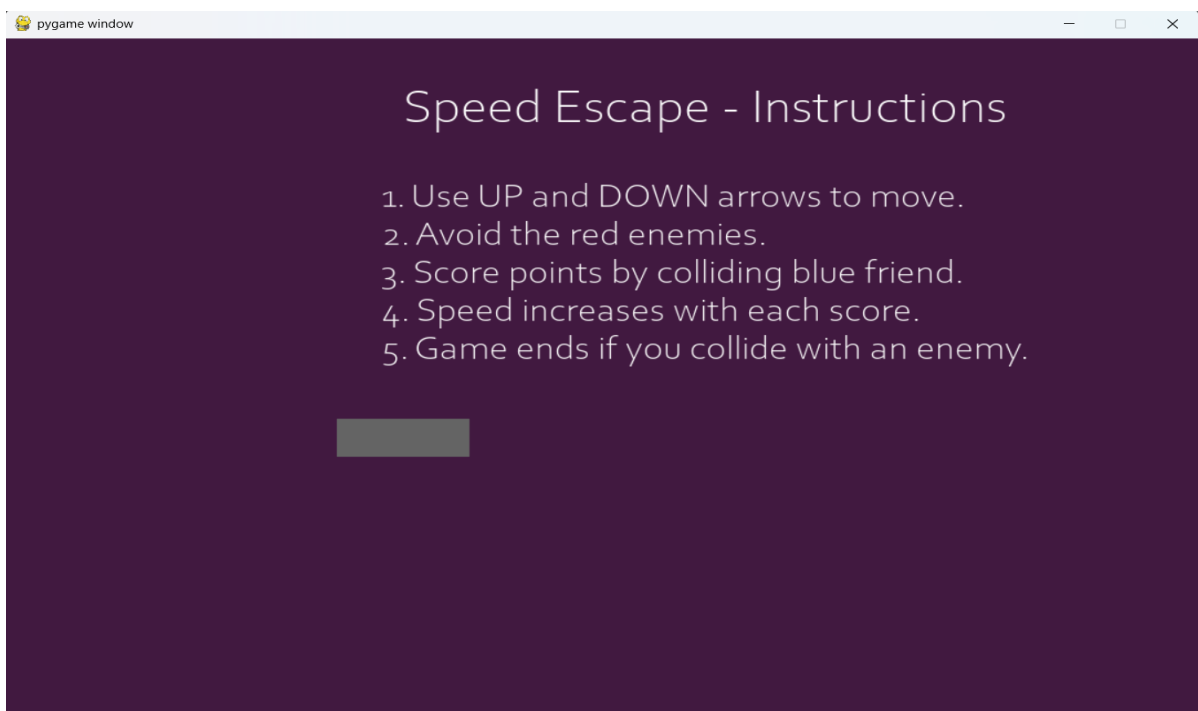 pygame window
Speed Escape - Instructions
1. Use UP and DOWN arrows to move.
2. Avoid the red enemies.
3. Score points by colliding blue friend.
4. Speed increases with each score.
5. Game ends if you collide with an enemy.